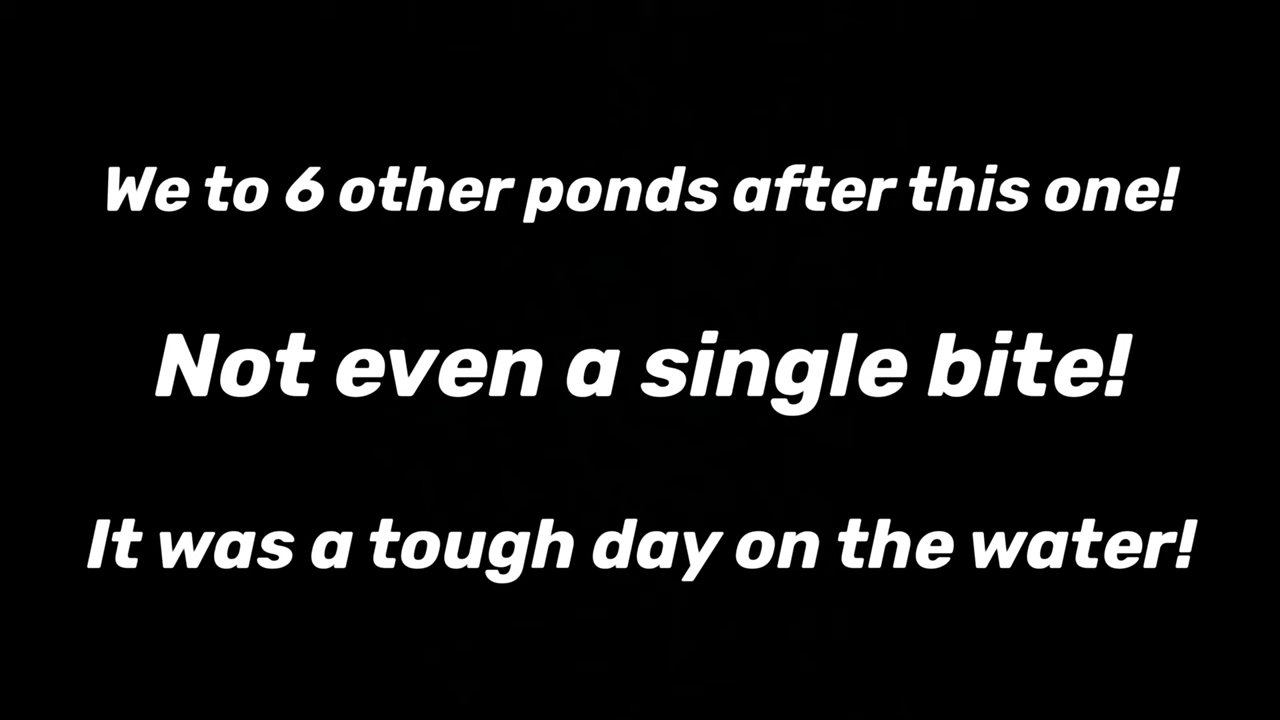 We to 6 other ponds after this one!
Not even a single bite!
It was a tough day on the water!